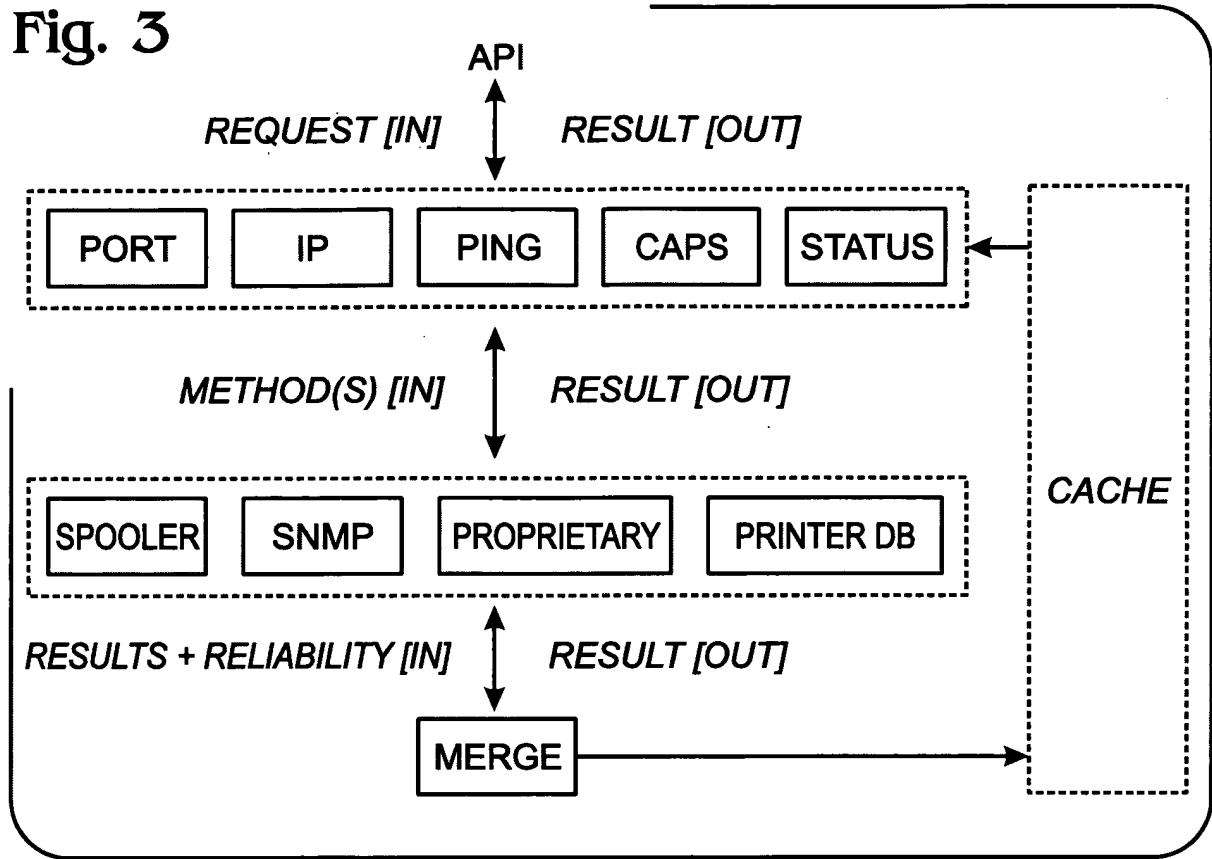 Fig. 3
API
REQUEST [IN] RESULT [OUT]
PORT IP PING CAPS STATUS
METHOD(S) [IN] RESULT [OUT]
CACHE
SPOOLER SNMP PROPRIETARY PRINTER DB
RESULTS + RELIABILITY [IN] RESULT [OUT]
MERGE